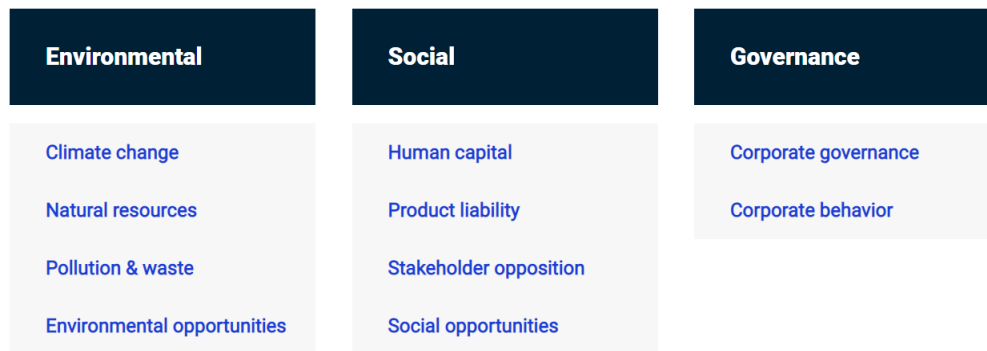 Environmental
Climate change
Natural resources
Pollution & waste
Environmental opportunities
Social
Human capital
Product liability
Stakeholder opposition
Social opportunities
Governance
Corporate governance
Corporate behavior